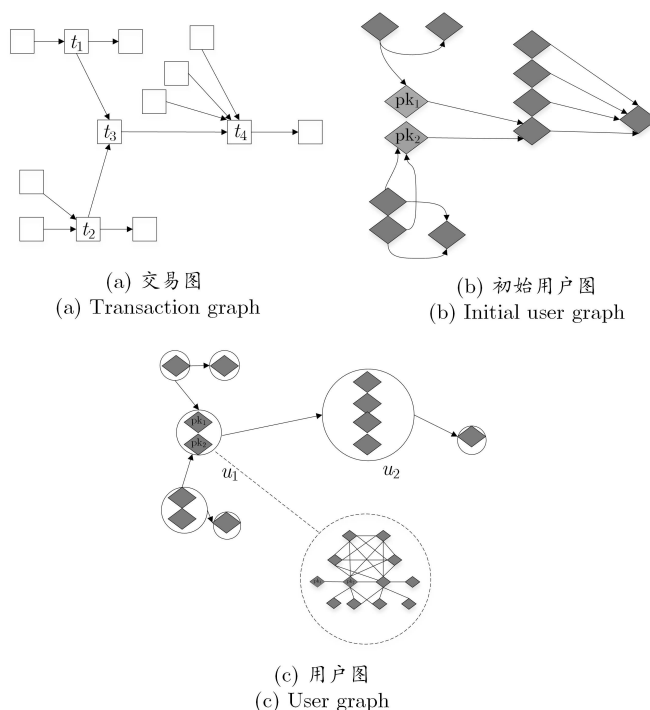 t₁
t₃
t₄
t₂
(a) 交易图
(a) Transaction graph
pk₁
pk₂
(b) 初始用户图
(b) Initial user graph
pk₁
pk₂
u₁
u₂
(c) 用户图
(c) User graph